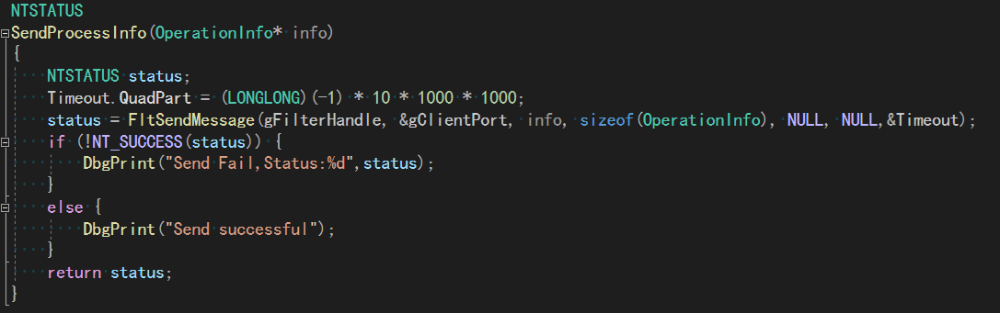 NTSTATUS
SendProcessInfo(OperationInfo* info)
{
    NTSTATUS status;
    Timeout.QuadPart = (LONGLONG)(-1) * 10 * 1000 * 1000;
    status = FltSendMessage(gFilterHandle, &gClientPort, info, sizeof(OperationInfo), NULL, NULL,&Timeout);
    if (!NT_SUCCESS(status)) {
        DbgPrint("Send Fail,Status:%d",status);
    }
    else {
        DbgPrint("Send successful");
    }
    return status;
}